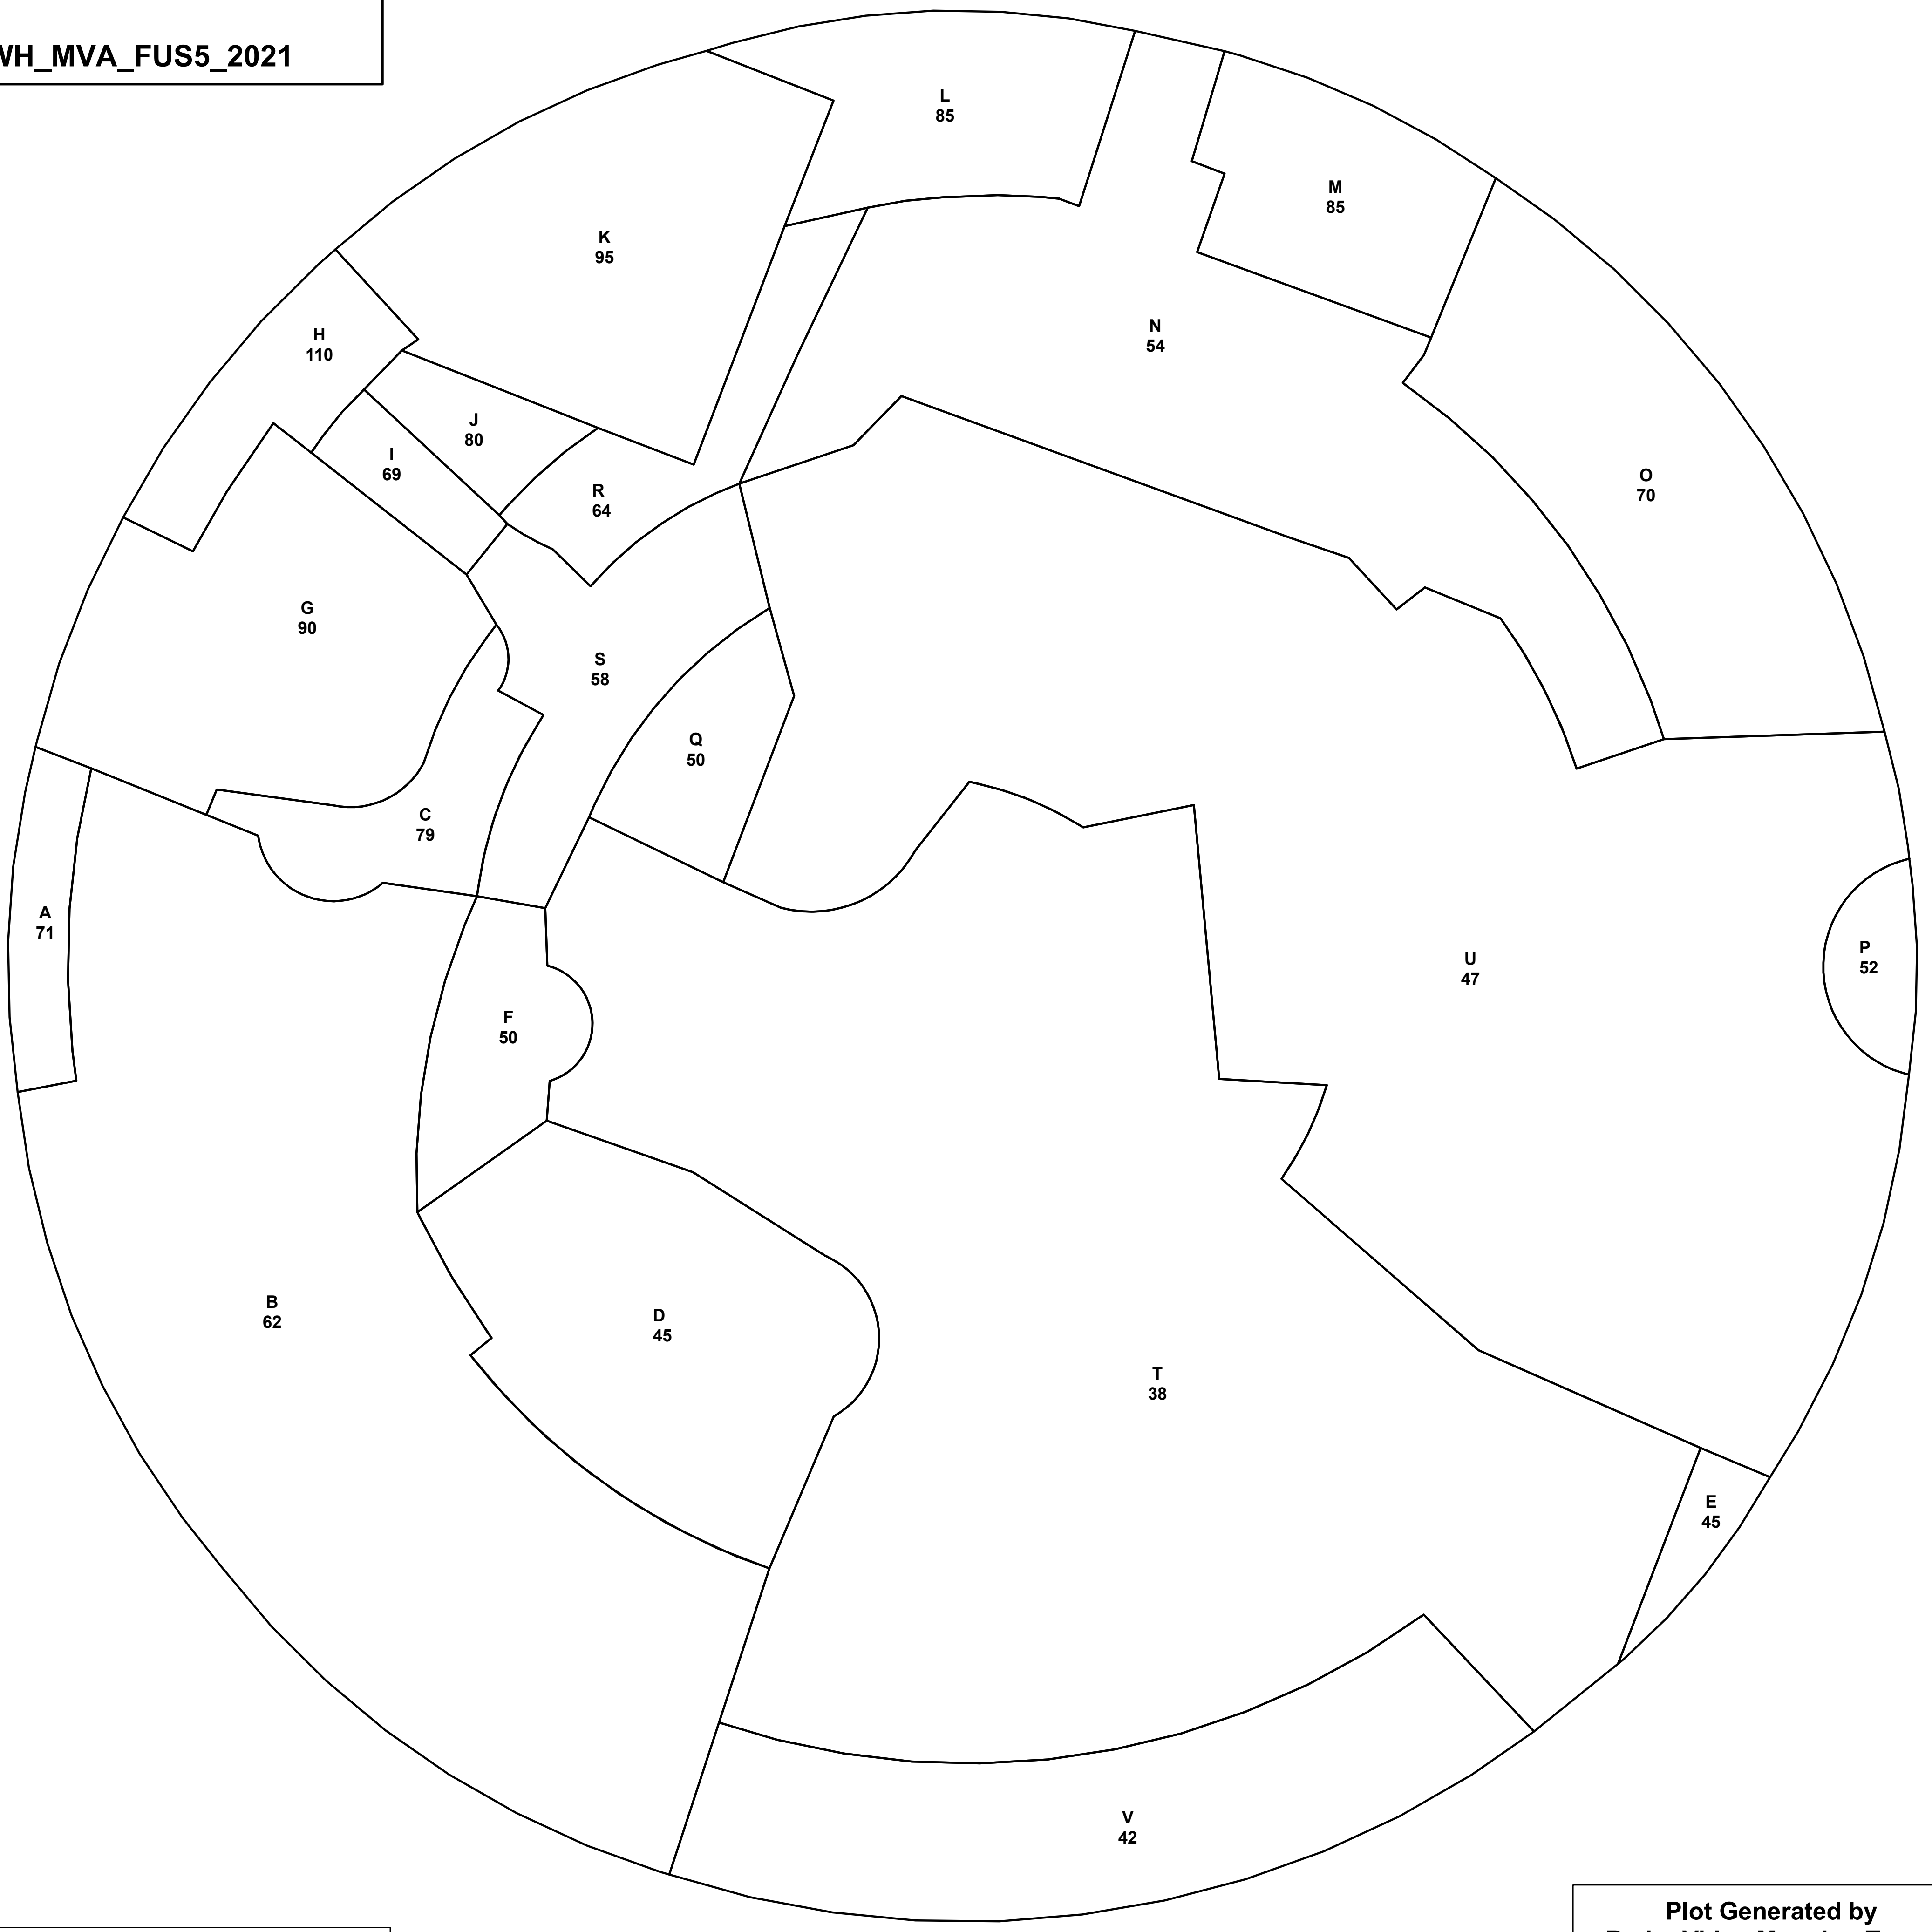 WH_MVA_FUS5_2021
L
85
M
85
K
95
N
54
H
110
J
80
I
69
R
64
O
70
G
90
S
58
Q
50
C
79
A
71
P
52
U
47
F
50
B
62
D
45
T
38
E
45
V
42
Plot Generated by